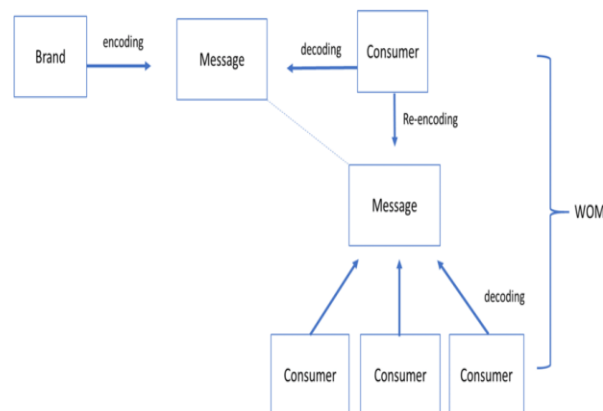 Brand
encoding
Message
decoding
Consumer
Re-encoding
Message
WOM
decoding
Consumer
Consumer
Consumer